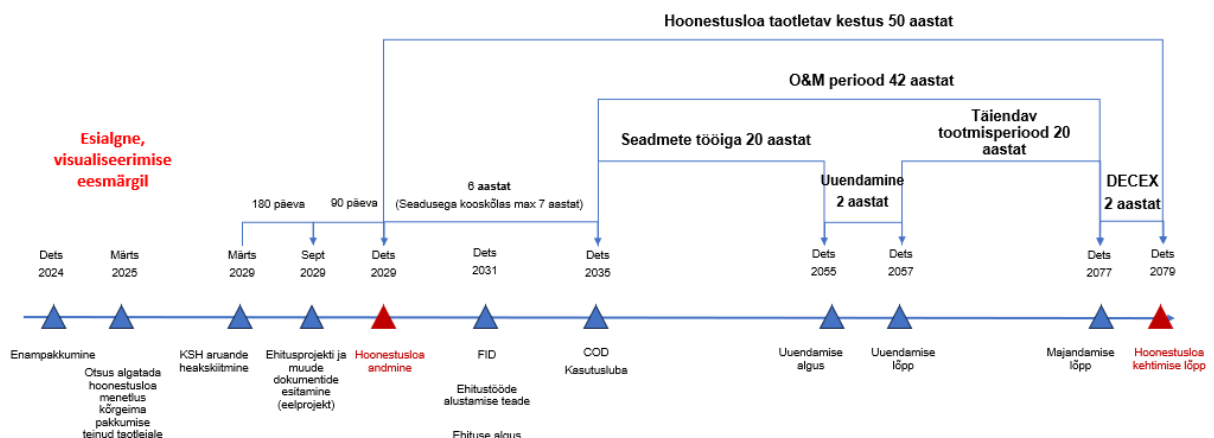 Hoonestusloa taotletav kestus 50 aastat
O&M periood 42 aastat
Esialgne,
visualiseerimise
eesmärgil
Seadmete tööiga 20 aastat
Täiendav
tootmisperiood 20
aastat
Uuendamine
2 aastat
DECEX
2 aastat
180 päeva
90 päeva
6 aastat
(Seadusega kooskõlas max 7 aastat)
Dets
2024
Märts
2025
Märts
2029
Sept
2029
Dets
2029
Dets
2031
Dets
2035
Dets
2055
Dets
2057
Dets
2077
Dets
2079
Enampakkumine
Otsus algatada
hoonestusloa
menetlus
kõrgeima
pakkumise
teinud taotlejale
KSH aruande
heakskiitmine
Ehitusprojekti ja
muude
dokumentide
esitamine
(eelprojekt)
Hoonestusloa
andmine
FID
Ehitustööde
alustamise teade
Ehituse algus
COD
Kasutusluba
Uuendamise
algus
Uuendamise
lõpp
Majandamise
lõpp
Hoonestusloa
kehtimise lõpp